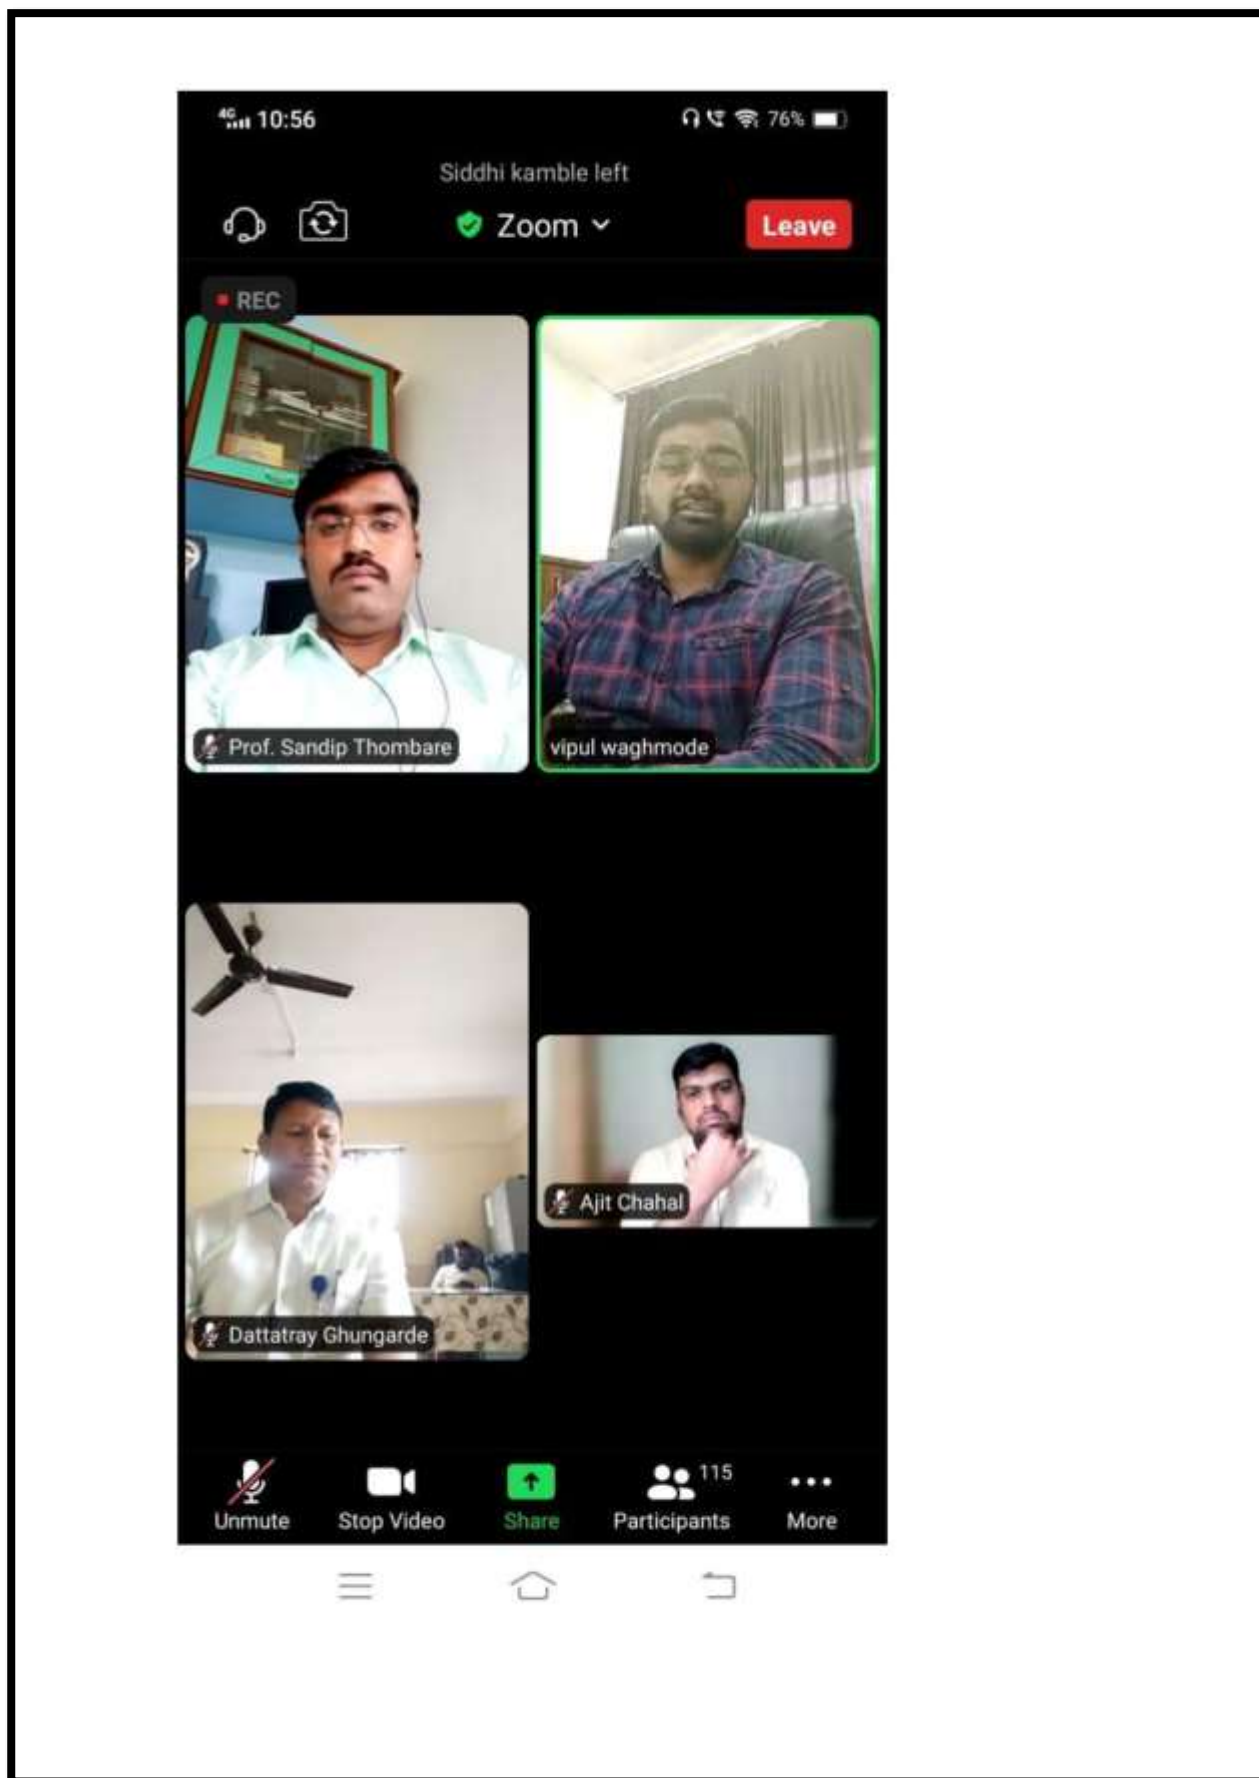 4G 10:56 76%
Siddhi kamble left
Zoom Leave
REC
Prof. Sandip Thombare vipul waghmode
Dattatray Ghungarde
Ajit Chahal
115
Unmute Stop Video Share Participants More